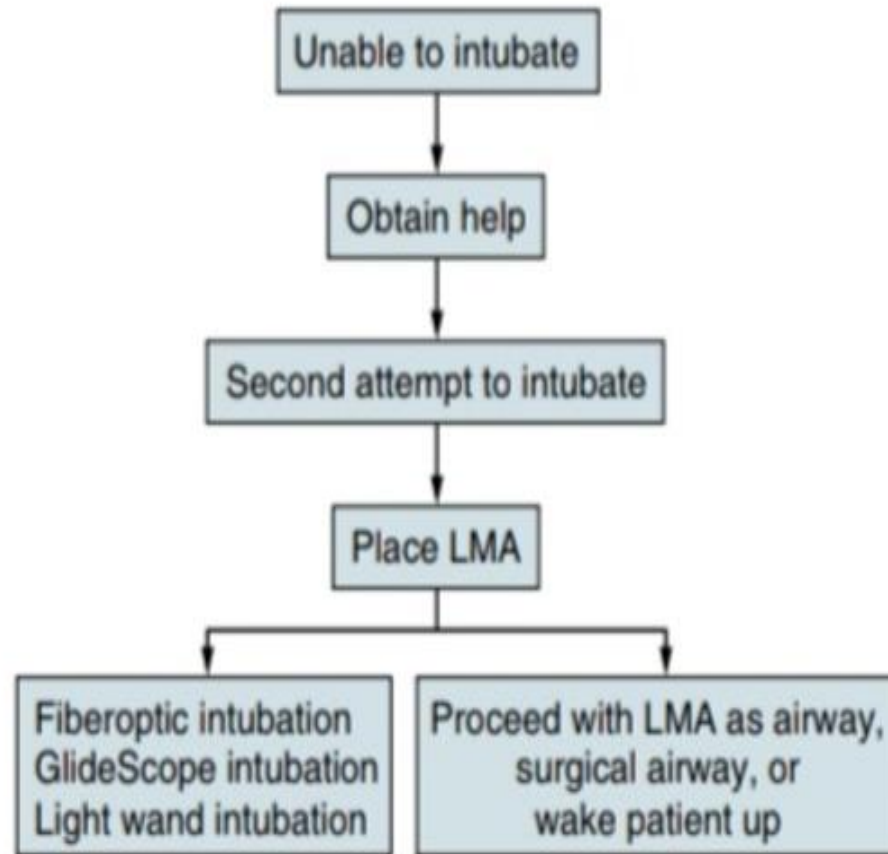 Unable to intubate
Obtain help
Second attempt to intubate
Place LMA
Fiberoptic intubation
GlideScope intubation
Light wand intubation
Proceed with LMA as airway,
surgical airway, or
wake patient up